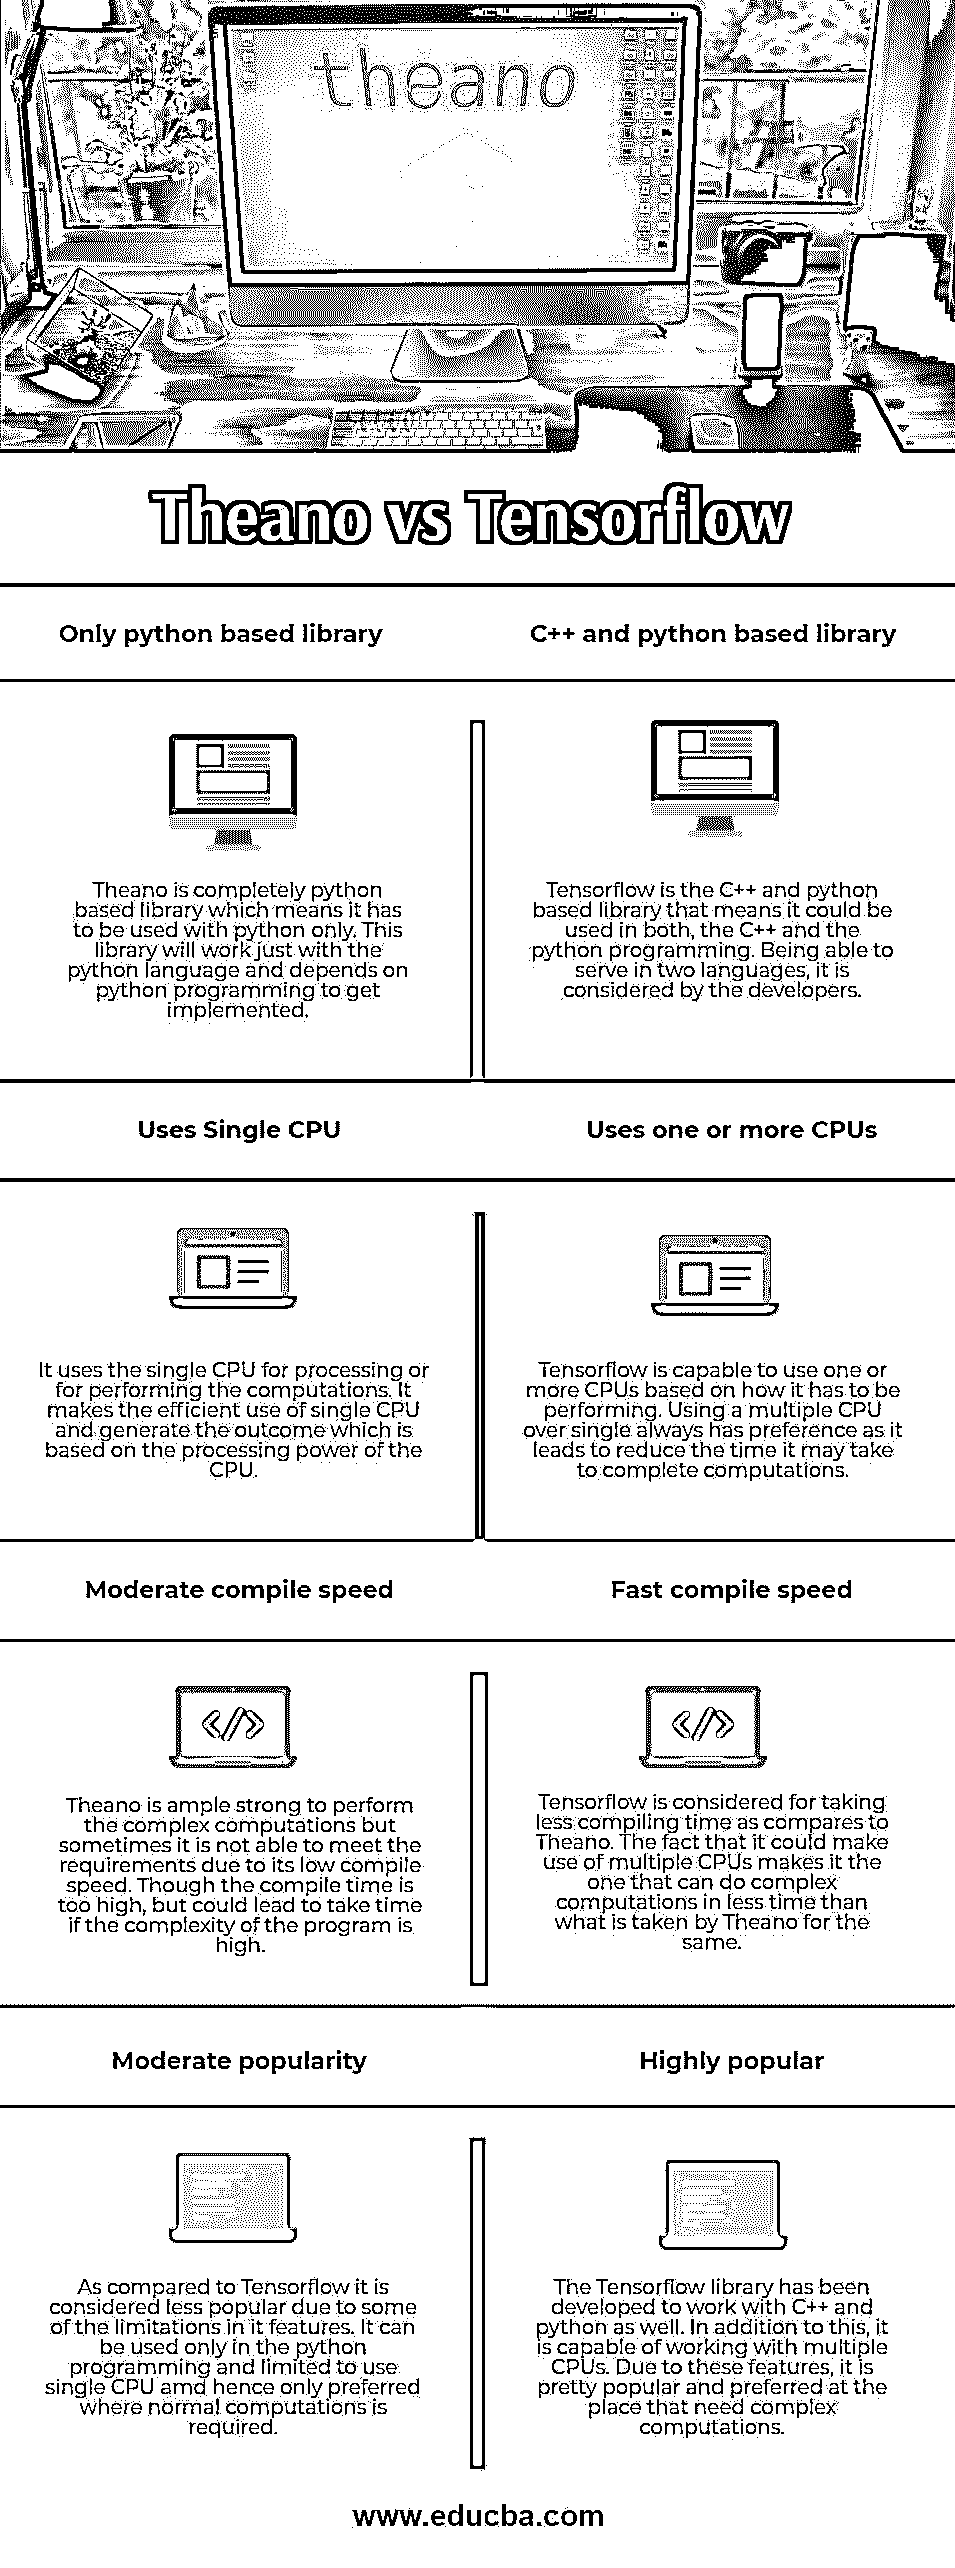 theano
Theano vs Tensorflow
Only python based library
C++ and python based library
Theano is completely python
based library which means it has
to be used with python only. This
library will work just with the
python language and depends on
python programming to get
implemented.
Tensorflow is the C++ and python
based library that means it could be
used in both, the C++ and the
python programming. Being able to
serve in two languages, it is
considered by the developers.
Uses Single CPU
Uses one or more CPUs
It uses the single CPU for processing or
for performing the computations. It
makes the efficient use of single CPU
and generate the outcome which is
based on the processing power of the
CPU.
Tensorflow is capable to use one or
more CPUs based on how it has to be
performing. Using a multiple CPU
over single always has preference as it
leads to reduce the time it may take
to complete computations.
Moderate compile speed
Fast compile speed
Theano is ample strong to perform
the complex computations but
sometimes it is not able to meet the
requirements due to its low compile
speed. Though the compile time is
too high, but could lead to take time
if the complexity of the program is
high.
Tensorflow is considered for taking
less compiling time as compares to
Theano. The fact that it could make
use of multiple CPUs makes it the
one that can do complex
computations in less time than
what is taken by Theano for the
same.
Moderate popularity
Highly popular
As compared to Tensorflow it is
considered less popular due to some
of the limitations in it features. It can
be used only in the python
programming and limited to use
single CPU amd hence only preferred
where normal computations is
required.
The Tensorflow library has been
developed to work with C++ and
python as well. In addition to this, it
is capable of working with multiple
CPUs. Due to these features, it is
pretty popular and preferred at the
place that need complex
computations.
www.educba.com